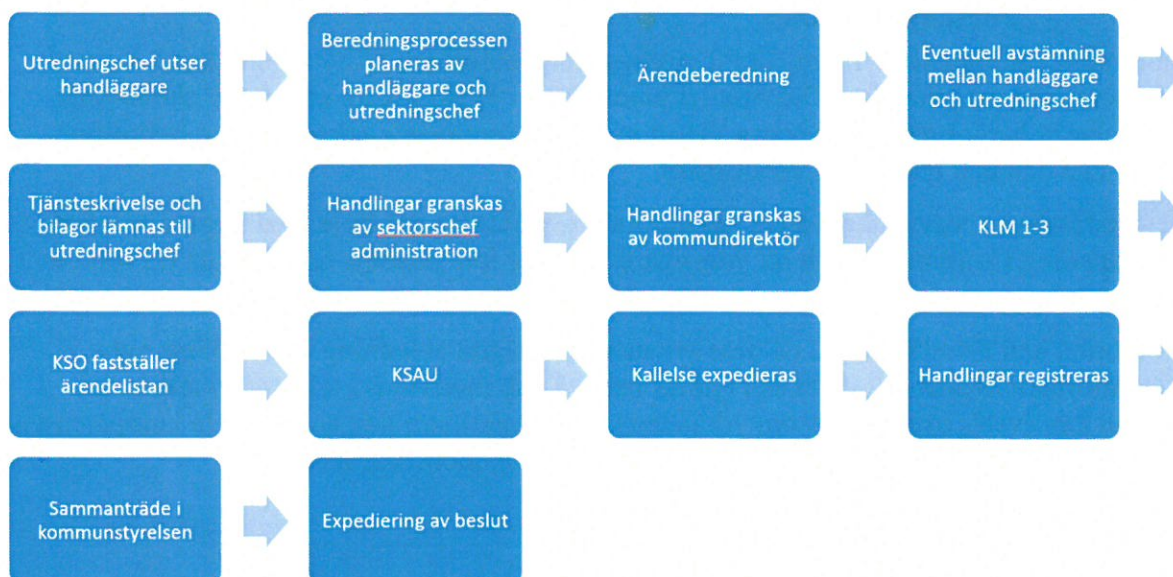 Utredningschef utser
handläggare
Beredningsprocessen
planeras av
handläggare och
utredningschef
Ärendeberedning
Eventuell avstämning
mellan handläggare
och utredningschef
Tjänsteskrivelse och
bilagor lämnas till
utredningschef
Handlingar granskas
av sektorschef
administration
Handlingar granskas
av kommundirektör
KLM 1-3
KSO fastställer
ärendelistan
KSAU
Kallelse expedieras
Handlingar registreras
Sammanträde i
kommunstyrelsen
Expediering av beslut